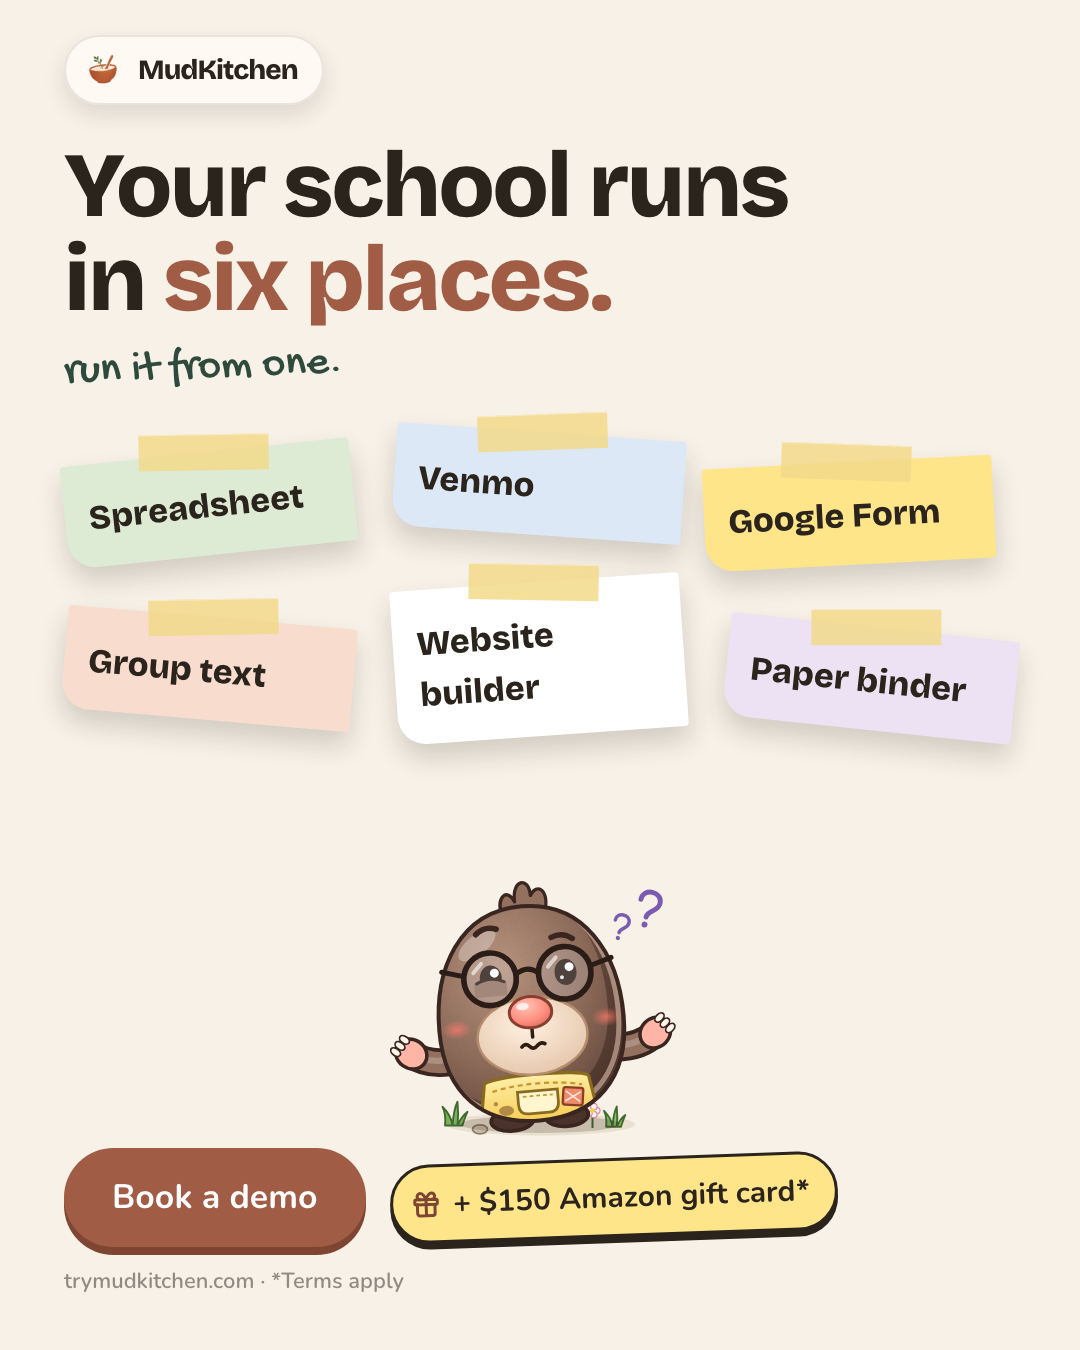 MudKitchen
Your school runs
in six places.
run it from one.
Spreadsheet
Venmo
Google Form
Group text
Website
builder
Paper binder
? ?
Book a demo
+ $150 Amazon gift card*
trymudkitchen.com · *Terms apply